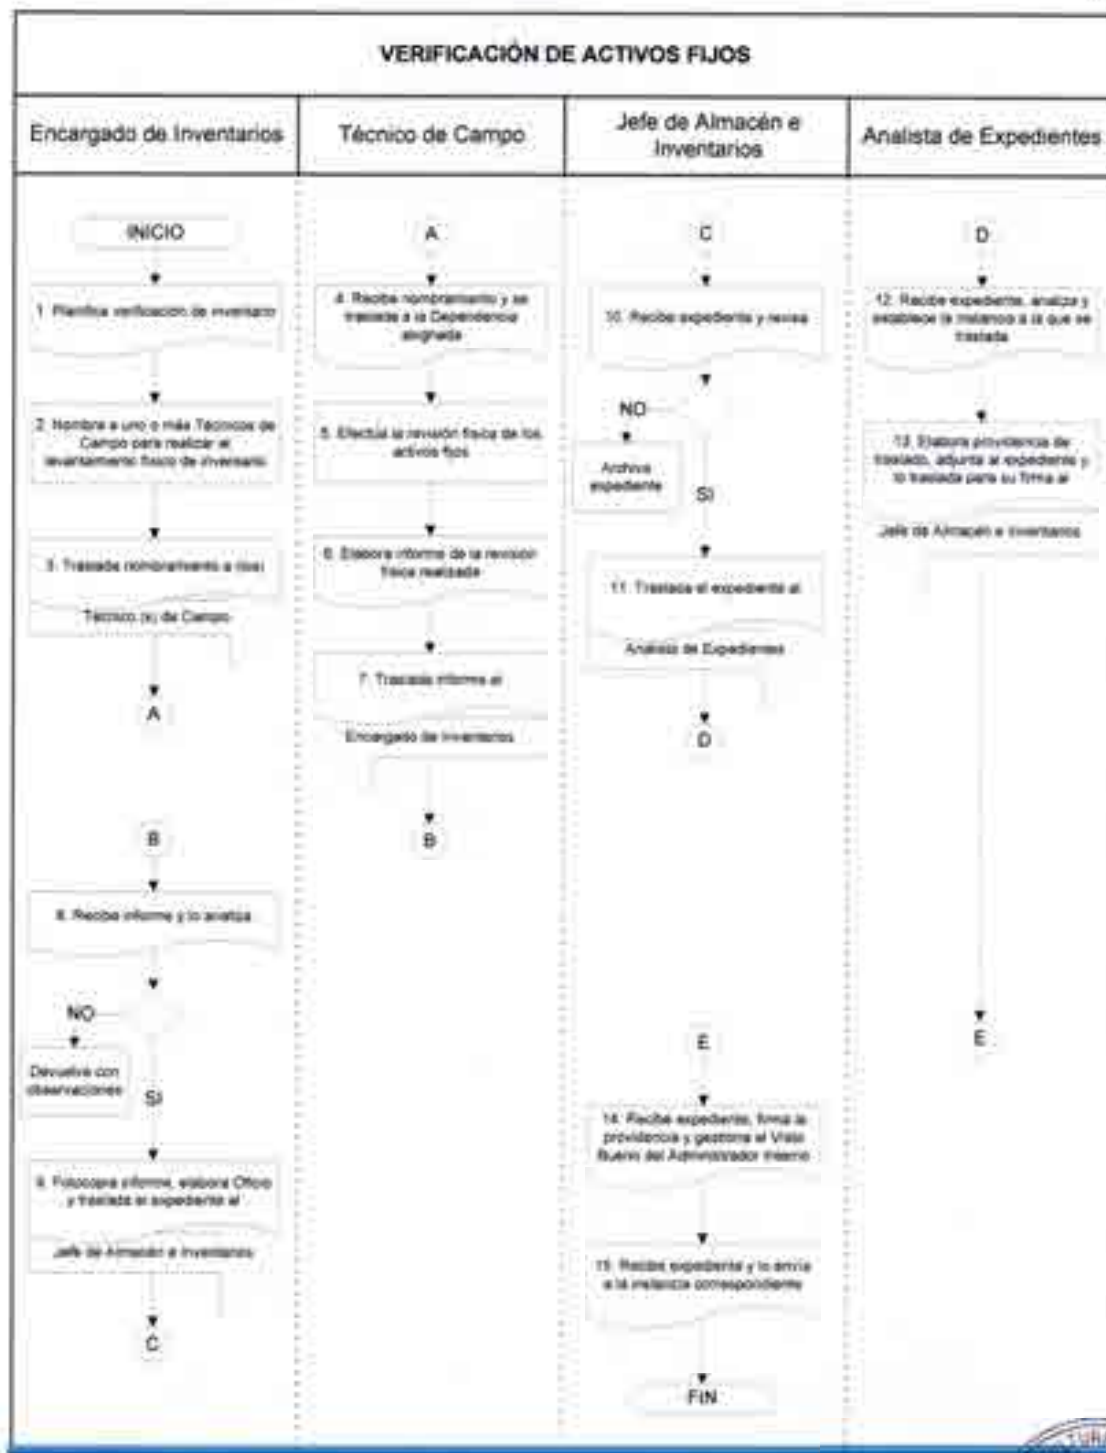 VERIFICACIÓN DE ACTIVOS FIJOS
Encargado de Inventarios
Técnico de Campo
Jefe de Almacén e
Inventarios
Analista de Expedientes
INICIO
1. Planifica verificación de inventario
2. Nombra a uno o más Técnicos de
Campo para realizar el
levantamiento físico de inventario
3. Traslada nombramiento a (los)
Técnico (s) de Campo
A
B
8. Recibe informe y lo analiza
NO
Devuelve con
observaciones
SI
9. Fotocopia informe, elabora Oficio
y traslada el expediente al
Jefe de Almacén e Inventarios
C
A
4. Recibe nombramiento y se
traslada a la Dependencia
asignada
5. Efectúa la revisión física de los
activos fijos
6. Elabora informe de la revisión
física realizada
7. Traslada informe al
Encargado de Inventarios
B
C
10. Recibe expediente y revisa
NO
Archiva
expediente
SI
11. Traslada el expediente al
Analista de Expedientes
D
E
14. Recibe expediente, firma la
providencia y gestiona el Visto
Bueno del Administrador Interno
15. Recibe expediente y lo envía
a la instancia correspondiente
FIN
D
12. Recibe expediente, analiza y
establece la instancia a la que se
traslada
13. Elabora providencia de
traslado, adjunta al expediente y
lo traslada para su firma al
Jefe de Almacén e Inventarios
E